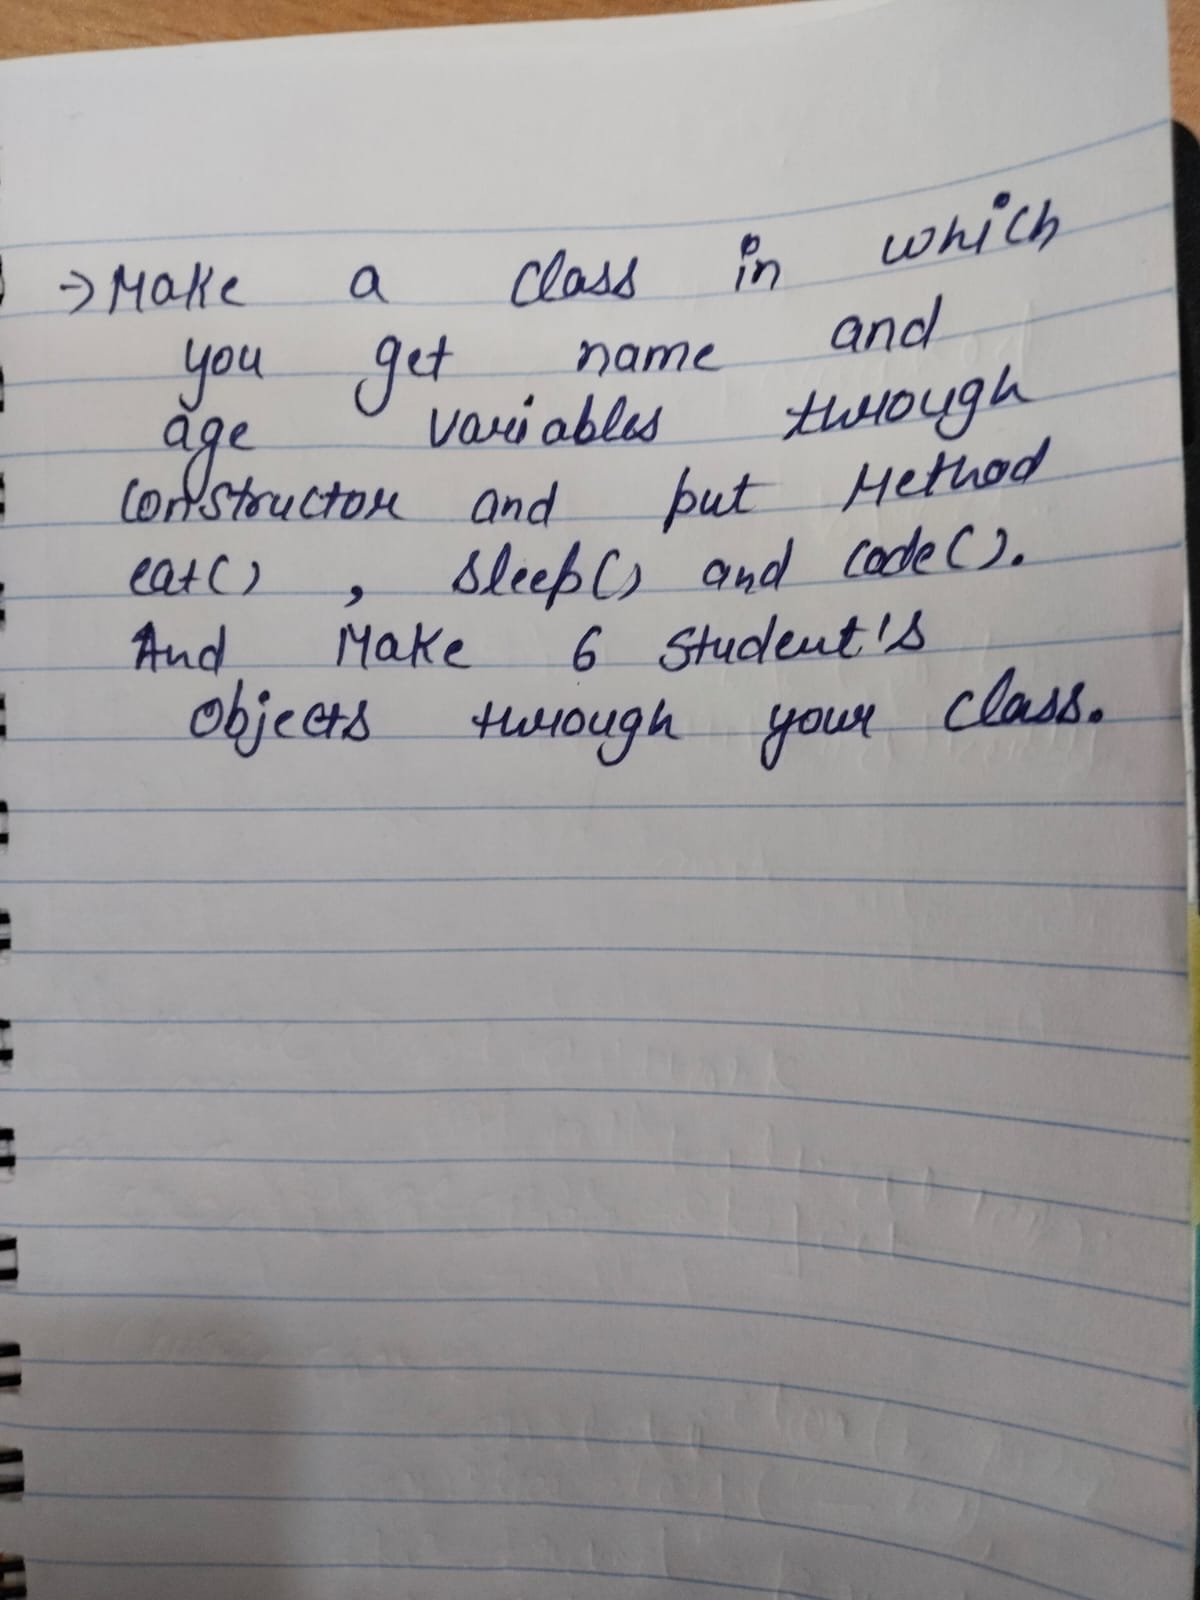 → Make a class in which
you get name and
age variables through
constructor and put Method
eat() , sleep() and code().
And Make 6 Student's
Objects through your class.